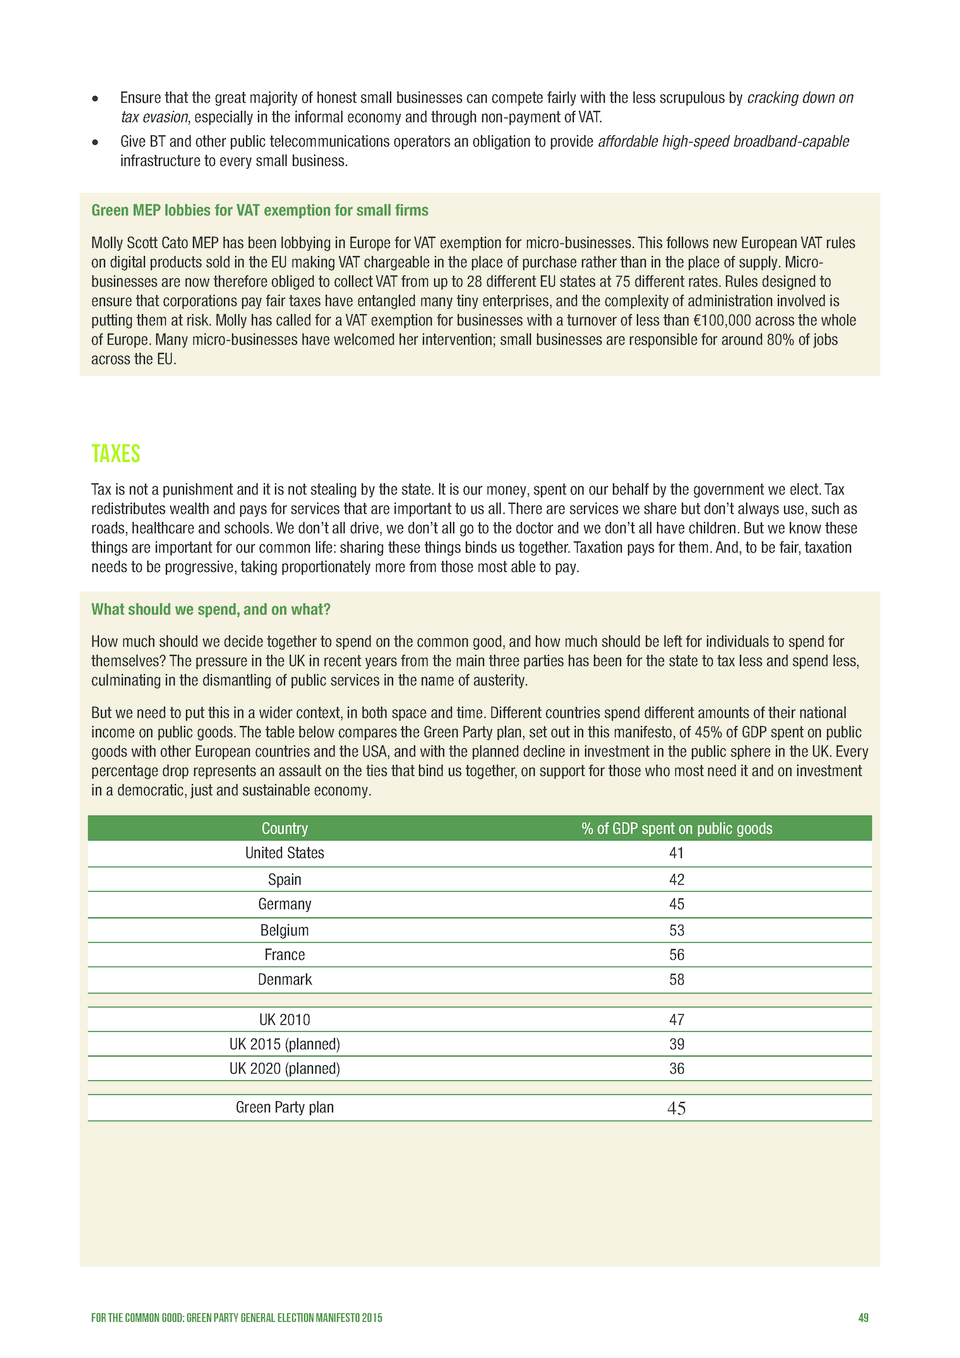 • Ensure that the great majority of honest small businesses can compete fairly with the less scrupulous by cracking down on
tax evasion, especially in the informal economy and through non-payment of VAT.
• Give BT and other public telecommunications operators an obligation to provide affordable high-speed broadband-capable
infrastructure to every small business.
Green MEP lobbies for VAT exemption for small firms
Molly Scott Cato MEP has been lobbying in Europe for VAT exemption for micro-businesses. This follows new European VAT rules
on digital products sold in the EU making VAT chargeable in the place of purchase rather than in the place of supply. Micro-
businesses are now therefore obliged to collect VAT from up to 28 different EU states at 75 different rates. Rules designed to
ensure that corporations pay fair taxes have entangled many tiny enterprises, and the complexity of administration involved is
putting them at risk. Molly has called for a VAT exemption for businesses with a turnover of less than €100,000 across the whole
of Europe. Many micro-businesses have welcomed her intervention; small businesses are responsible for around 80% of jobs
across the EU.
TAXES
Tax is not a punishment and it is not stealing by the state. It is our money, spent on our behalf by the government we elect. Tax
redistributes wealth and pays for services that are important to us all. There are services we share but don't always use, such as
roads, healthcare and schools. We don't all drive, we don't all go to the doctor and we don't all have children. But we know these
things are important for our common life: sharing these things binds us together. Taxation pays for them. And, to be fair, taxation
needs to be progressive, taking proportionately more from those most able to pay.
What should we spend, and on what?
How much should we decide together to spend on the common good, and how much should be left for individuals to spend for
themselves? The pressure in the UK in recent years from the main three parties has been for the state to tax less and spend less,
culminating in the dismantling of public services in the name of austerity.
But we need to put this in a wider context, in both space and time. Different countries spend different amounts of their national
income on public goods. The table below compares the Green Party plan, set out in this manifesto, of 45% of GDP spent on public
goods with other European countries and the USA, and with the planned decline in investment in the public sphere in the UK. Every
percentage drop represents an assault on the ties that bind us together, on support for those who most need it and on investment
in a democratic, just and sustainable economy.
Country % of GDP spent on public goods
United States 41
Spain 42
Germany 45
Belgium 53
France 56
Denmark 58
UK 2010 47
UK 2015 (planned) 39
UK 2020 (planned) 36
Green Party plan 45
FOR THE COMMON GOOD: GREEN PARTY GENERAL ELECTION MANIFESTO 2015 49